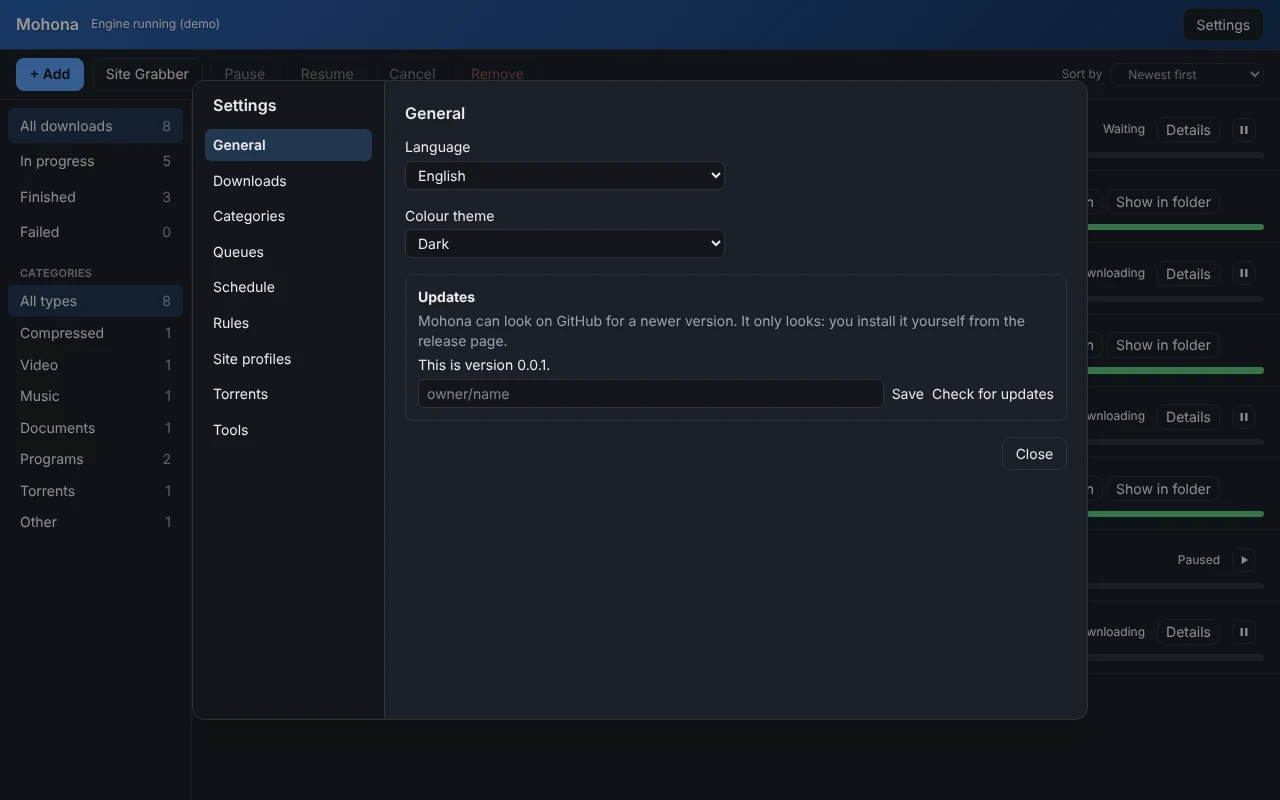 Mohona Engine running (demo) Settings
+ Add Site Grabber Pause Resume Cancel Remove Sort by Newest first
All downloads 8
In progress 5
Finished 3
Failed 0
CATEGORIES
All types 8
Compressed 1
Video 1
Music 1
Documents 1
Programs 2
Torrents 1
Other 1
Settings
General
Downloads
Categories
Queues
Schedule
Rules
Site profiles
Torrents
Tools
General
Language
English
Colour theme
Dark
Updates
Mohona can look on GitHub for a newer version. It only looks: you install it yourself from the
release page.
This is version 0.0.1.
owner/name Save Check for updates
Close
Waiting Details
Show in folder
wnloading Details
Show in folder
wnloading Details
Show in folder
Paused
wnloading Details